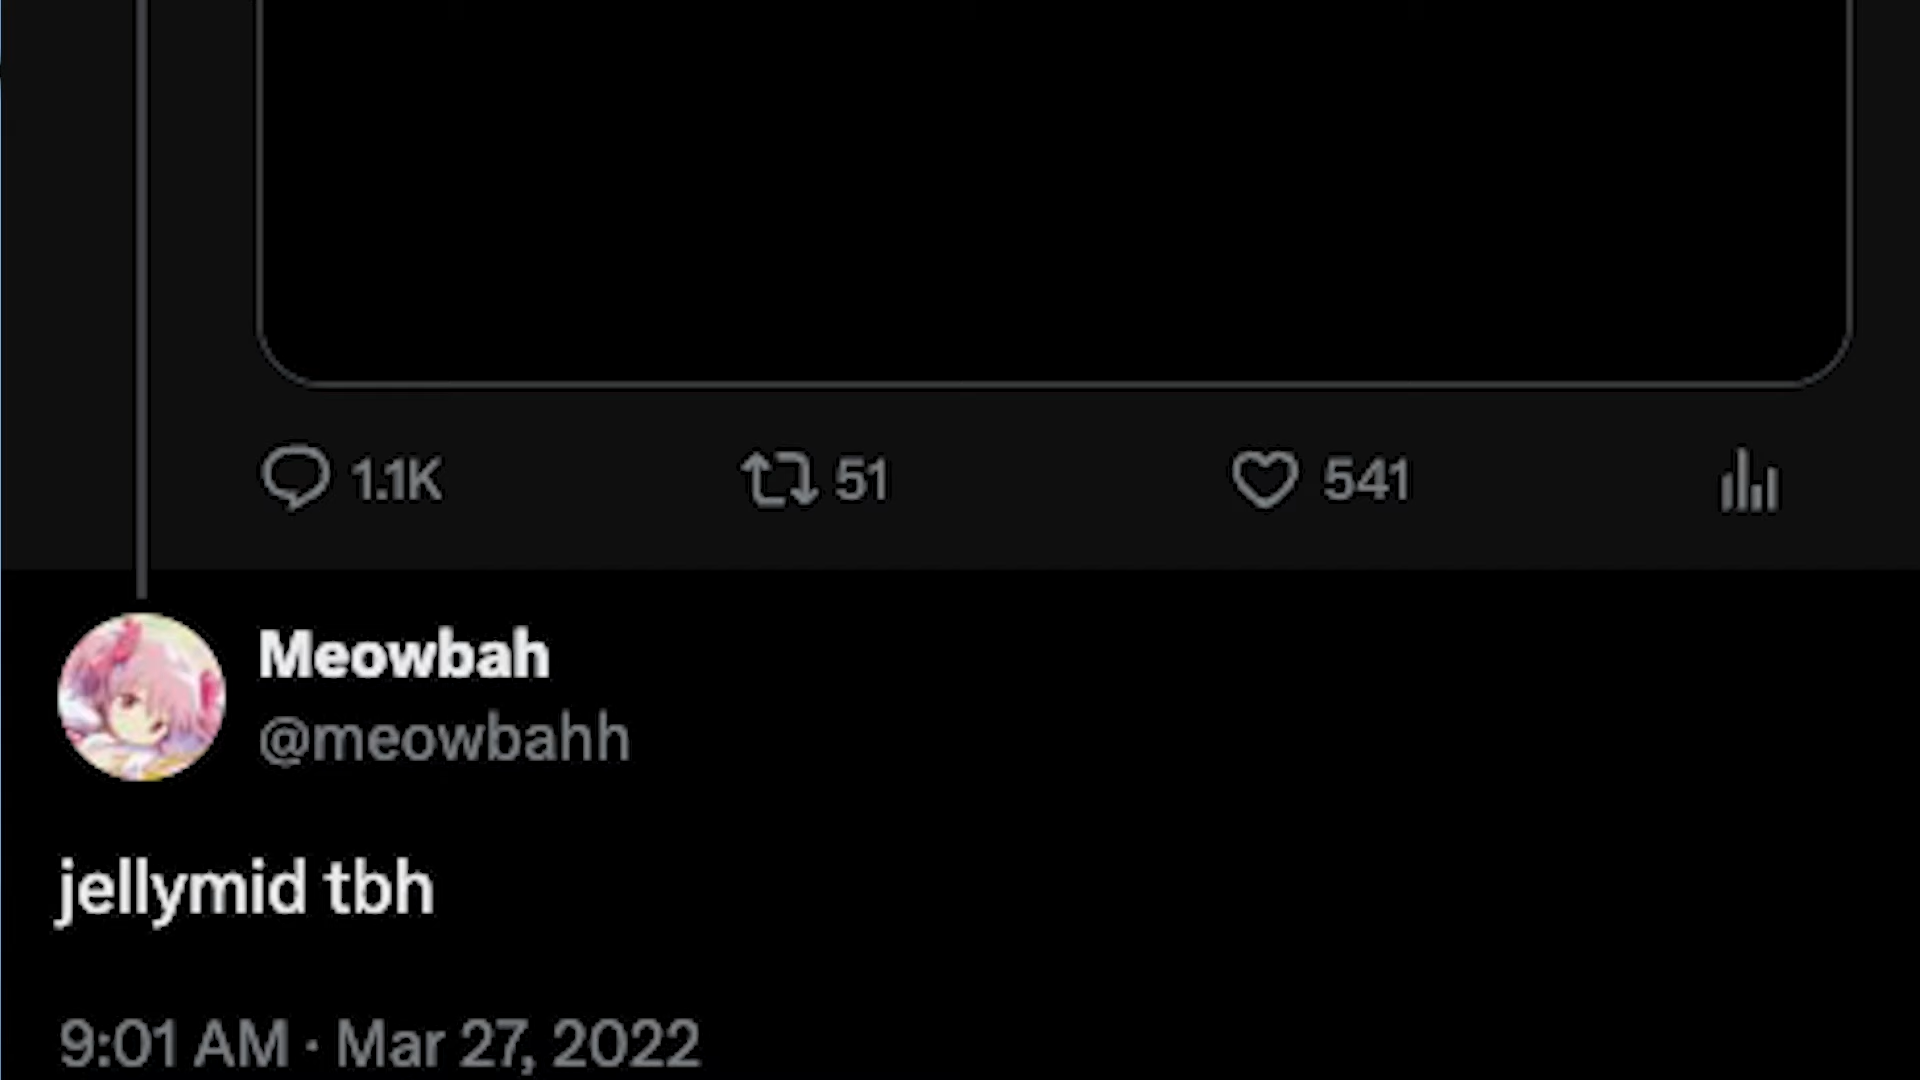 1.1K 51 541
Meowbah
@meowbahh
jellymid tbh
9:01 AM · Mar 27, 2022